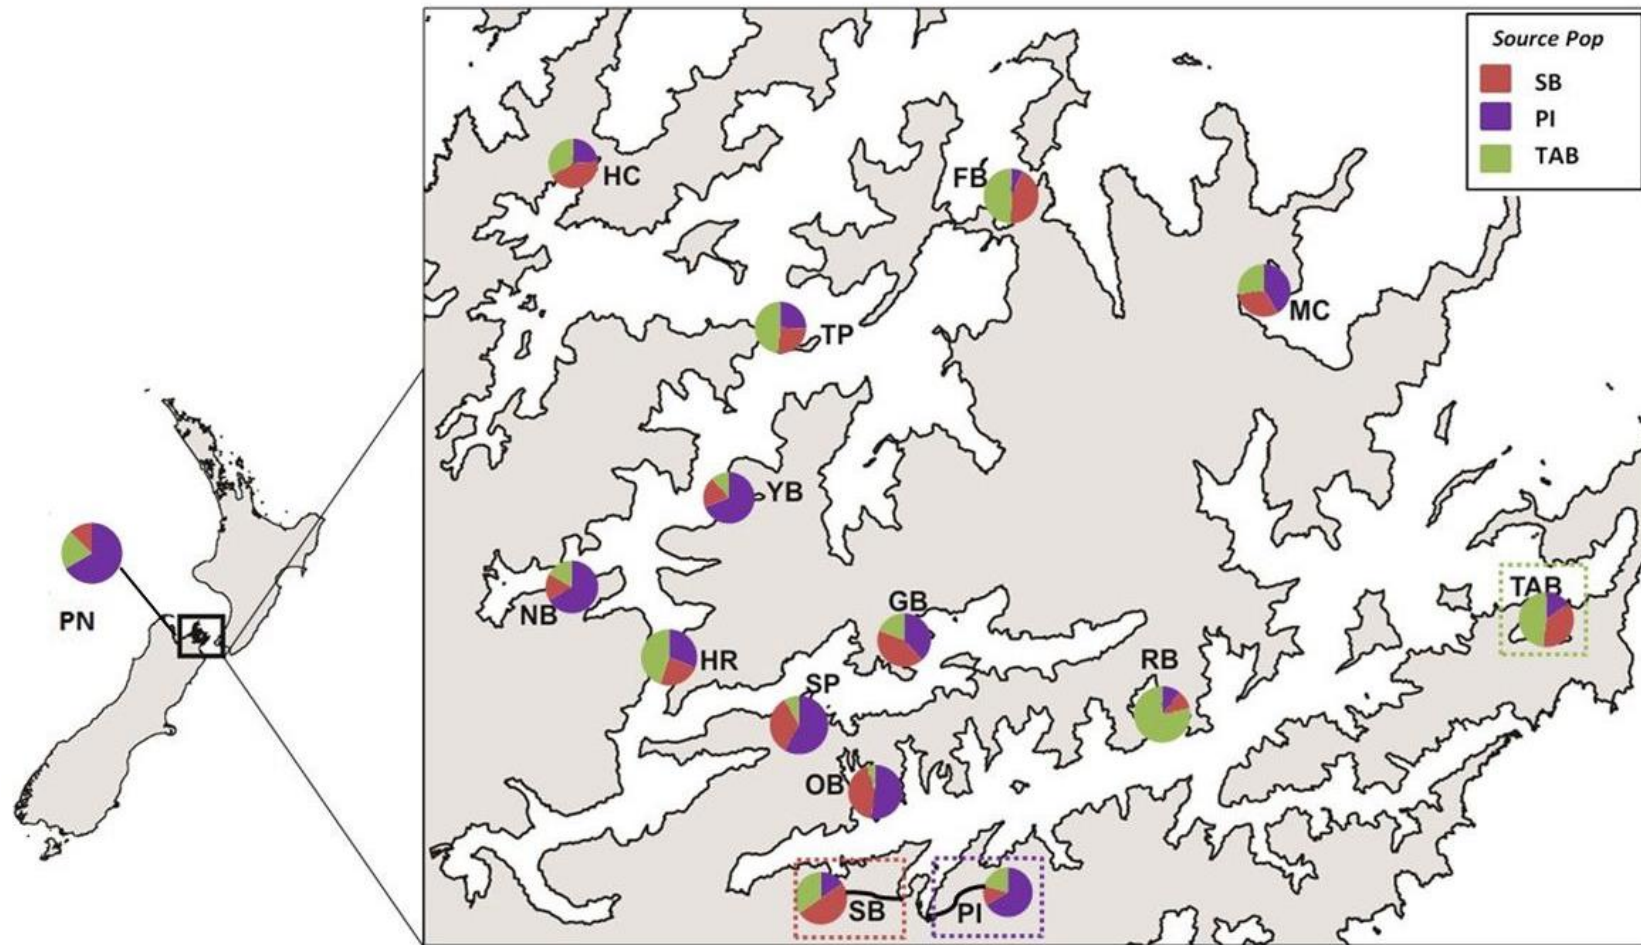 Source Pop
SB
PI
TAB
HC
FB
MC
TP
YB
NB
HR
GB
SP
RB
TAB
OB
SB
PI
PN